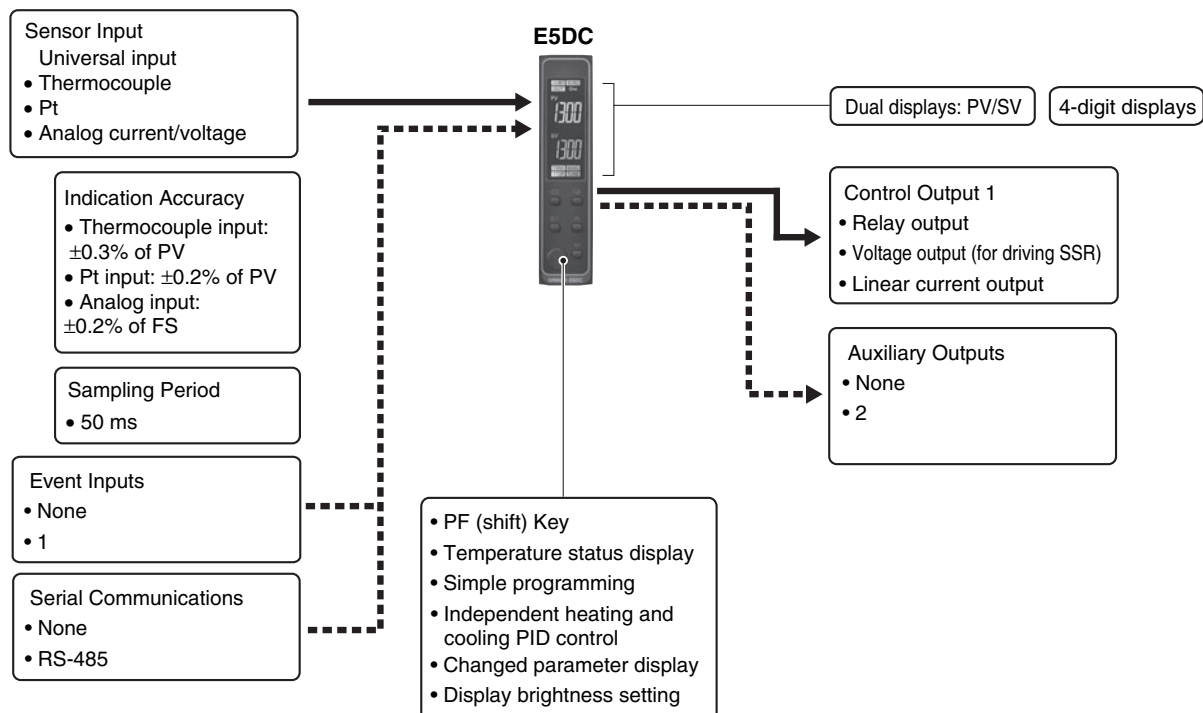 Sensor Input
Universal input
• Thermocouple
• Pt
• Analog current/voltage
Indication Accuracy
• Thermocouple input:
±0.3% of PV
• Pt input: ±0.2% of PV
• Analog input:
±0.2% of FS
Sampling Period
• 50 ms
Event Inputs
• None
• 1
Serial Communications
• None
• RS-485
E5DC
PV
1300
SV
1300
• PF (shift) Key
• Temperature status display
• Simple programming
• Independent heating and
cooling PID control
• Changed parameter display
• Display brightness setting
Dual displays: PV/SV
4-digit displays
Control Output 1
• Relay output
• Voltage output (for driving SSR)
• Linear current output
Auxiliary Outputs
• None
• 2